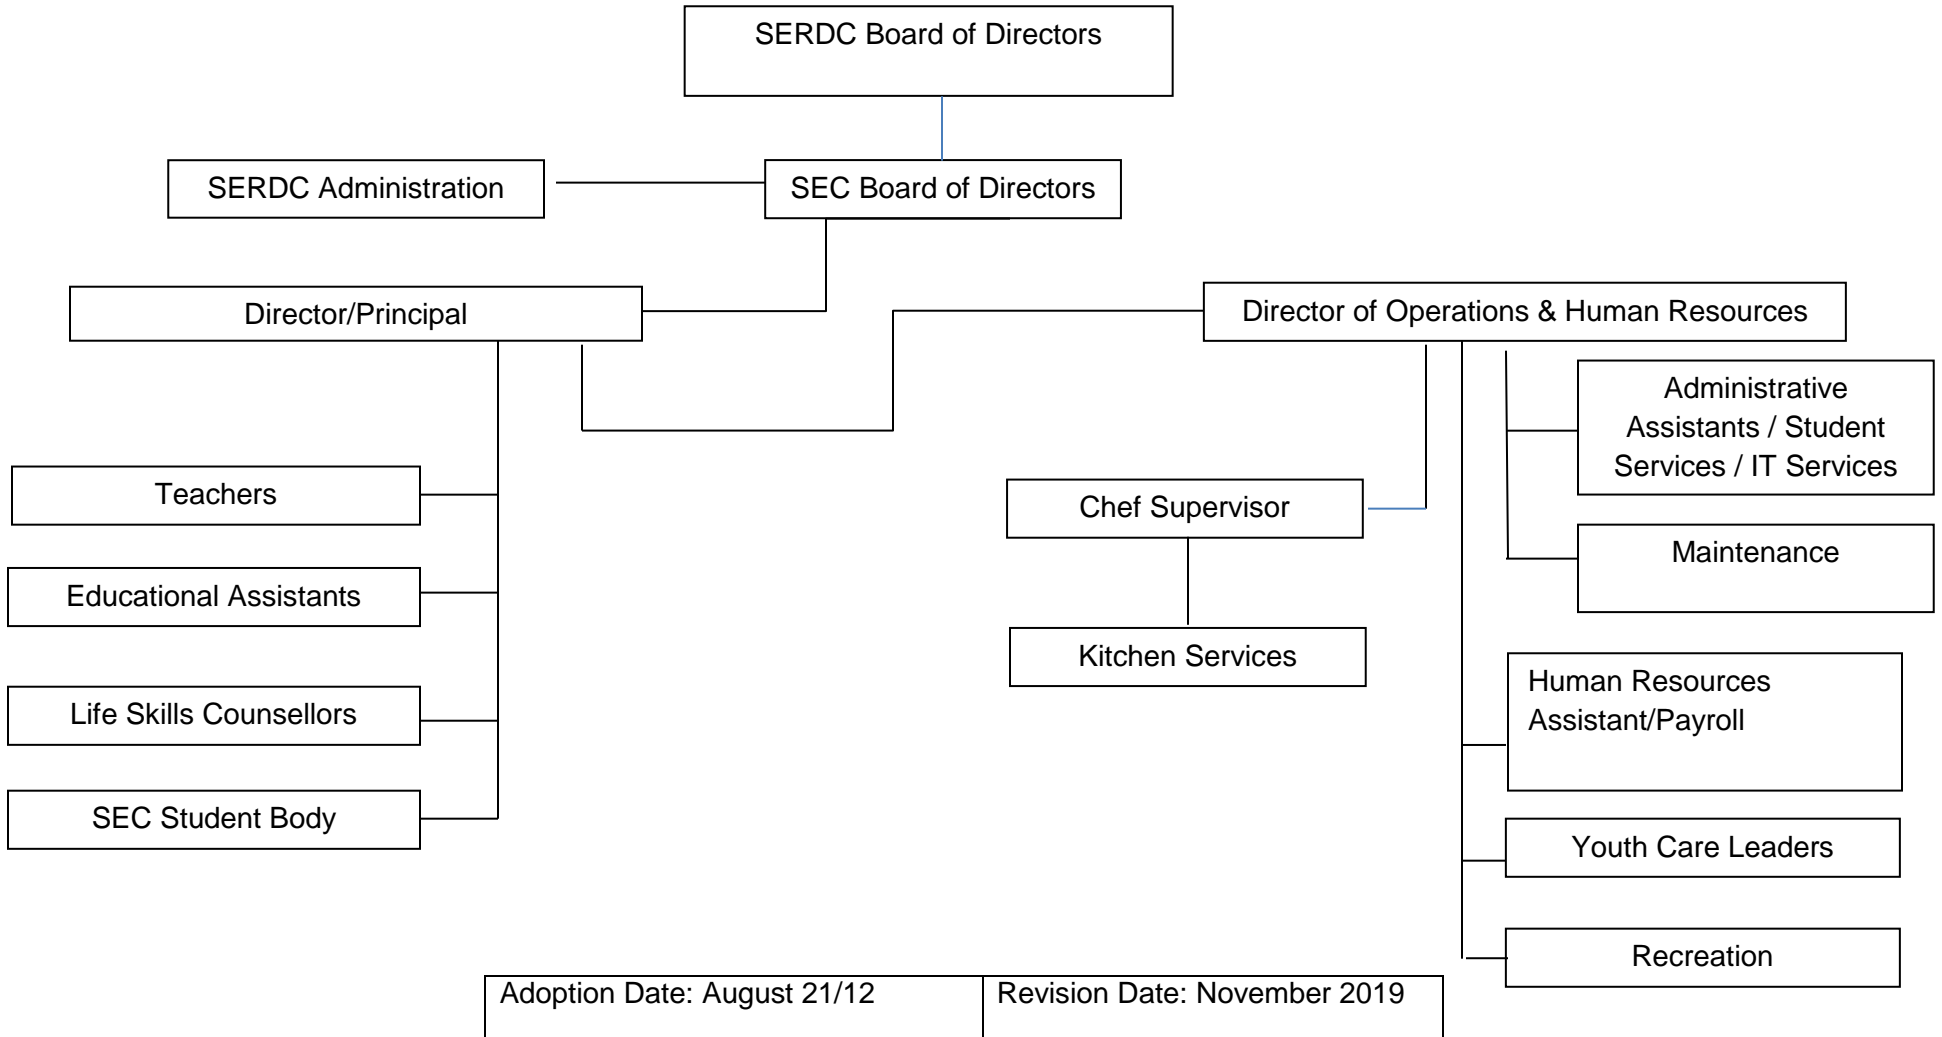 SERDC Board of Directors
SERDC Administration
SEC Board of Directors
Director/Principal
Director of Operations & Human Resources
Administrative
Assistants / Student
Services / IT Services
Teachers
Chef Supervisor
Maintenance
Educational Assistants
Kitchen Services
Human Resources
Assistant/Payroll
Life Skills Counsellors
SEC Student Body
Youth Care Leaders
Recreation
Adoption Date: August 21/12
Revision Date: November 2019